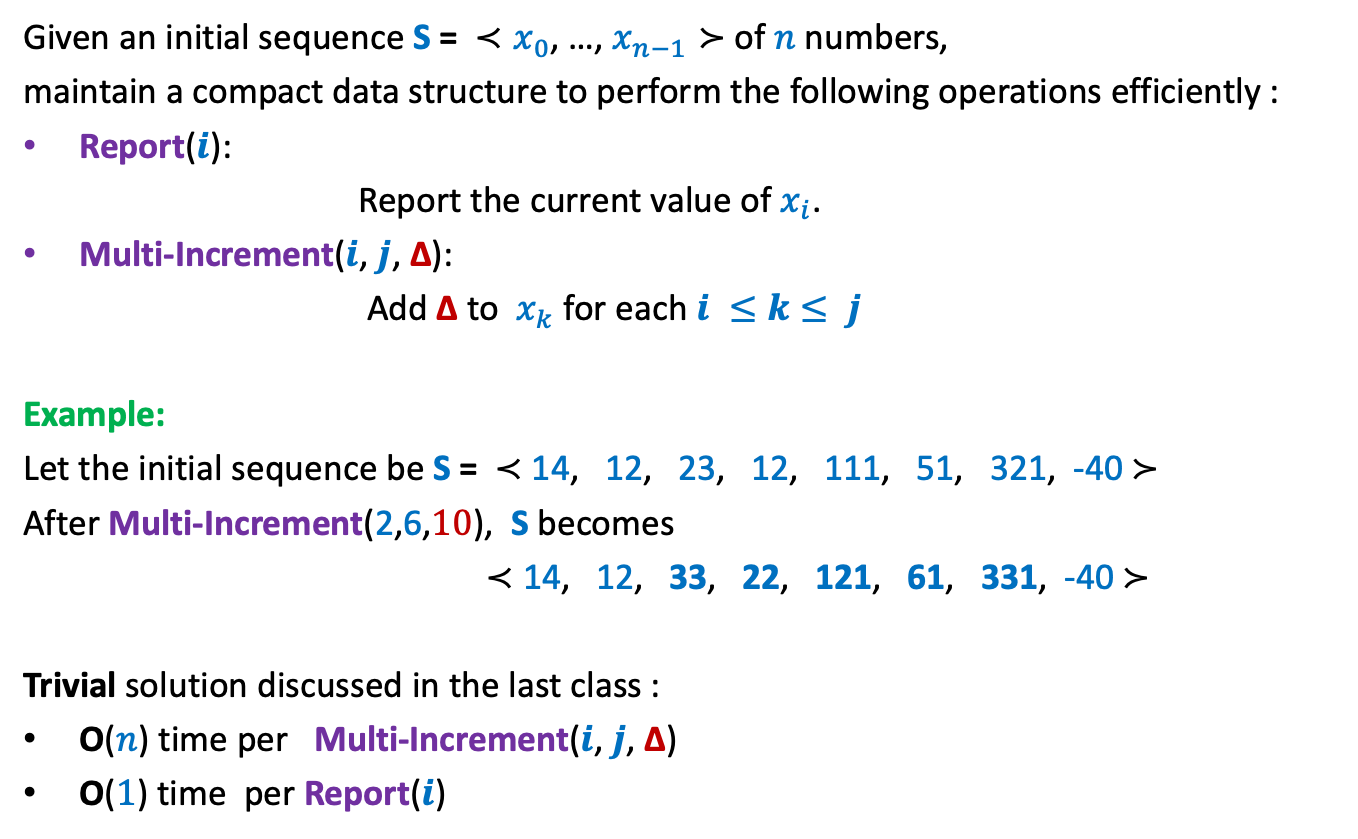 Given an initial sequence S = ≺ x₀, …, xₙ₋₁ ≻ of n numbers,
maintain a compact data structure to perform the following operations efficiently :
• Report(i):
Report the current value of xᵢ.
• Multi-Increment(i, j, Δ):
Add Δ to xₖ for each i ≤ k ≤ j
Example:
Let the initial sequence be S = ≺ 14, 12, 23, 12, 111, 51, 321, -40 ≻
After Multi-Increment(2,6,10), S becomes
≺ 14, 12, 33, 22, 121, 61, 331, -40 ≻
Trivial solution discussed in the last class :
• O(n) time per Multi-Increment(i, j, Δ)
• O(1) time per Report(i)